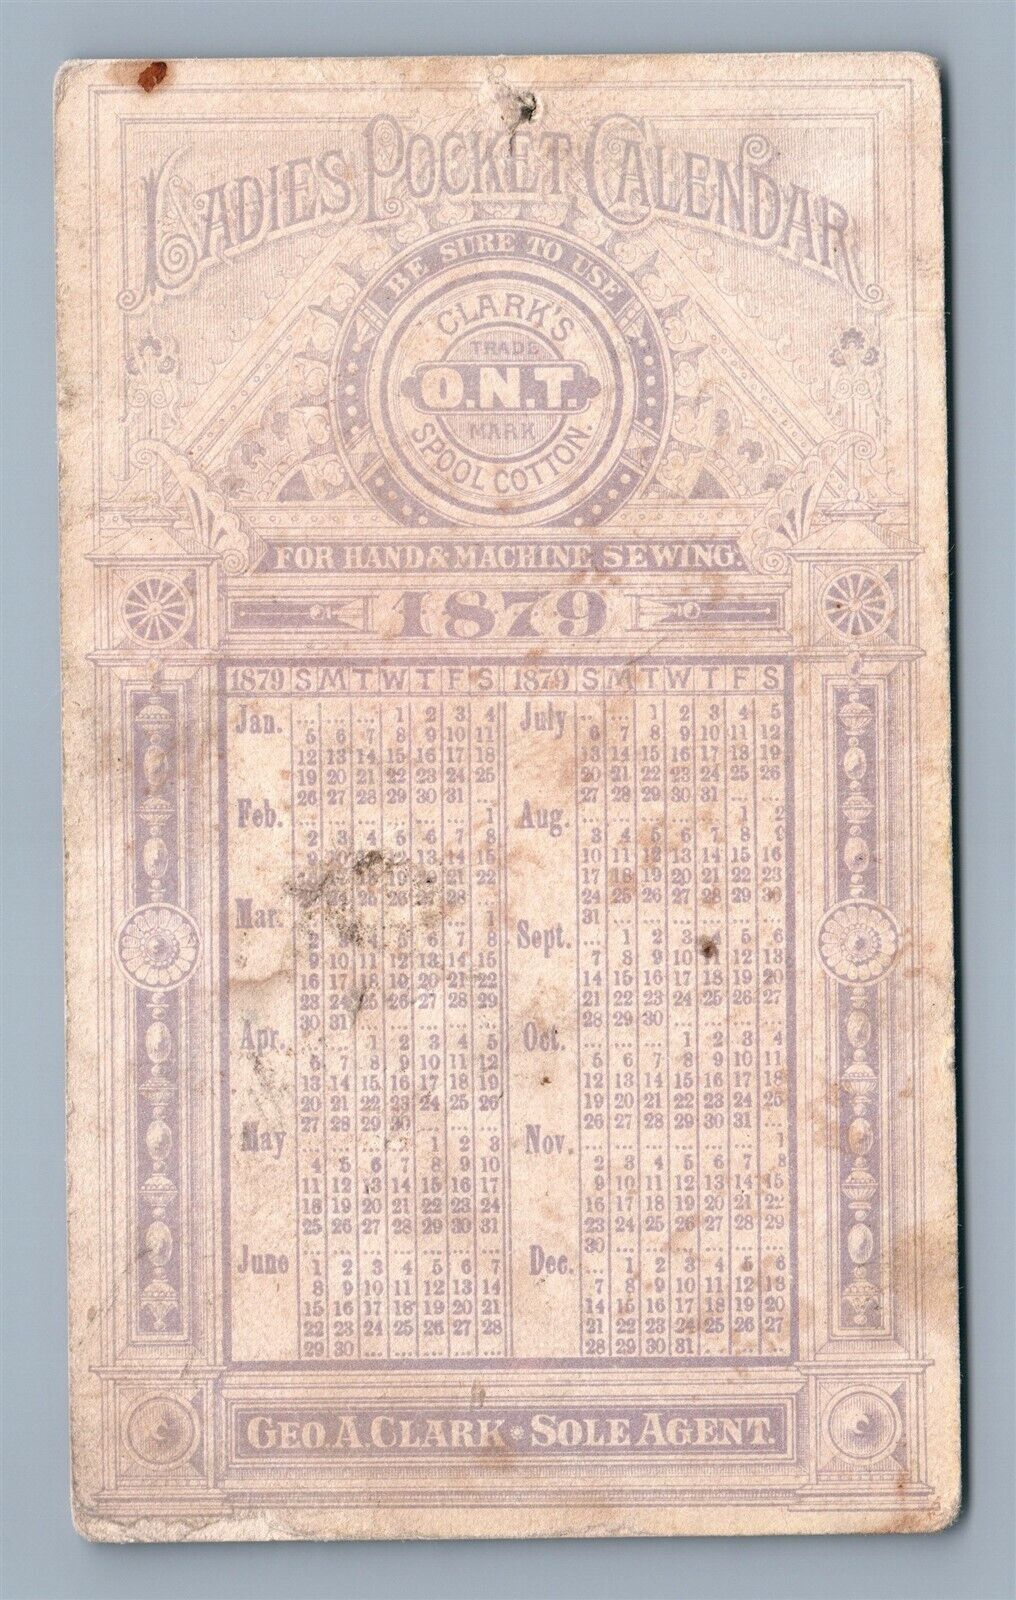 LADIES POCKET CALENDAR
BE SURE TO USE
CLARK'S
TRADE
O.N.T.
MARK
SPOOL COTTON.
FOR HAND & MACHINE SEWING.
1879
1879 S M T W T F S
Jan. ... ... ... 1 2 3 4
5 6 7 8 9 10 11
12 13 14 15 16 17 18
19 20 21 22 23 24 25
26 27 28 29 30 31 ...
Feb. ... ... ... ... ... ... 1
2 3 4 5 6 7 8
9 10 12 13 14 15
18 19 21 22
24 25 26 27 28 ...
Mar. ... ... ... ... ... ... 1
2 3 4 5 6 7 8
9 10 11 12 13 14 15
16 17 18 19 20 21 22
23 24 25 26 27 28 29
30 31 ... ... ... ... ...
Apr. ... ... 1 2 3 4 5
6 7 8 9 10 11 12
13 14 15 16 17 18 19
20 21 22 23 24 25 26
27 28 29 30 ... ... ...
May ... ... ... ... 1 2 3
4 5 6 7 8 9 10
11 12 13 14 15 16 17
18 19 20 21 22 23 24
25 26 27 28 29 30 31
... ... ... ... ... ... ...
June 1 2 3 4 5 6 7
8 9 10 11 12 13 14
15 16 17 18 19 20 21
22 23 24 25 26 27 28
29 30 ... ... ... ... ...
1879 S M T W T F S
July ... ... 1 2 3 4 5
6 7 8 9 10 11 12
13 14 15 16 17 18 19
20 21 22 23 24 25 26
27 28 29 30 31 ... ...
Aug. ... ... ... ... ... 1 2
3 4 5 6 7 8 9
10 11 12 13 14 15 16
17 18 19 20 21 22 23
24 25 26 27 28 29 30
31 ... ... ... ... ... ...
Sept. ... 1 2 3 4 5 6
7 8 9 10 11 12 13
14 15 16 17 18 19 20
21 22 23 24 25 26 27
28 29 30 ... ... ... ...
Oct. ... ... ... 1 2 3 4
5 6 7 8 9 10 11
12 13 14 15 16 17 18
19 20 21 22 23 24 25
26 27 28 29 30 31 ...
Nov. ... ... ... ... ... ... 1
2 3 4 5 6 7 8
9 10 11 12 13 14 15
16 17 18 19 20 21 22
23 24 25 26 27 28 29
30 ... ... ... ... ... ...
Dec. ... 1 2 3 4 5 6
7 8 9 10 11 12 13
14 15 16 17 18 19 20
21 22 23 24 25 26 27
28 29 30 31 ... ... ...
GEO. A. CLARK * SOLE AGENT.